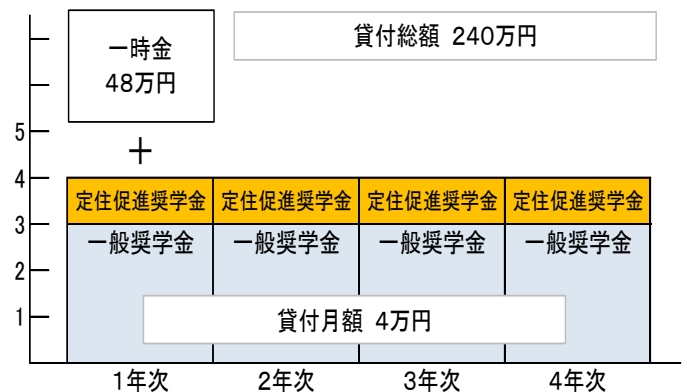 一時金
48万円
貸付総額 240万円
＋
5
4
3
2
1
定住促進奨学金 定住促進奨学金 定住促進奨学金 定住促進奨学金
一般奨学金 一般奨学金 一般奨学金 一般奨学金
貸付月額 4万円
1年次 2年次 3年次 4年次